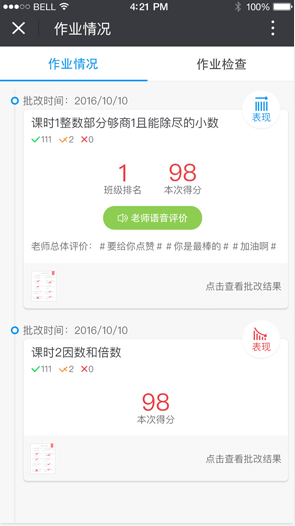 BELL 4:21 PM 100%
作业情况
作业情况 作业检查
批改时间：2016/10/10
表现
课时1整数部分够商1且能除尽的小数
111 2 0
1 98
班级排名 本次得分
老师语音评价
老师总体评价： #要给你点赞# #你是最棒的# #加油啊#
点击查看批改结果
批改时间：2016/10/10
表现
课时2因数和倍数
111 2 0
98
本次得分
点击查看批改结果